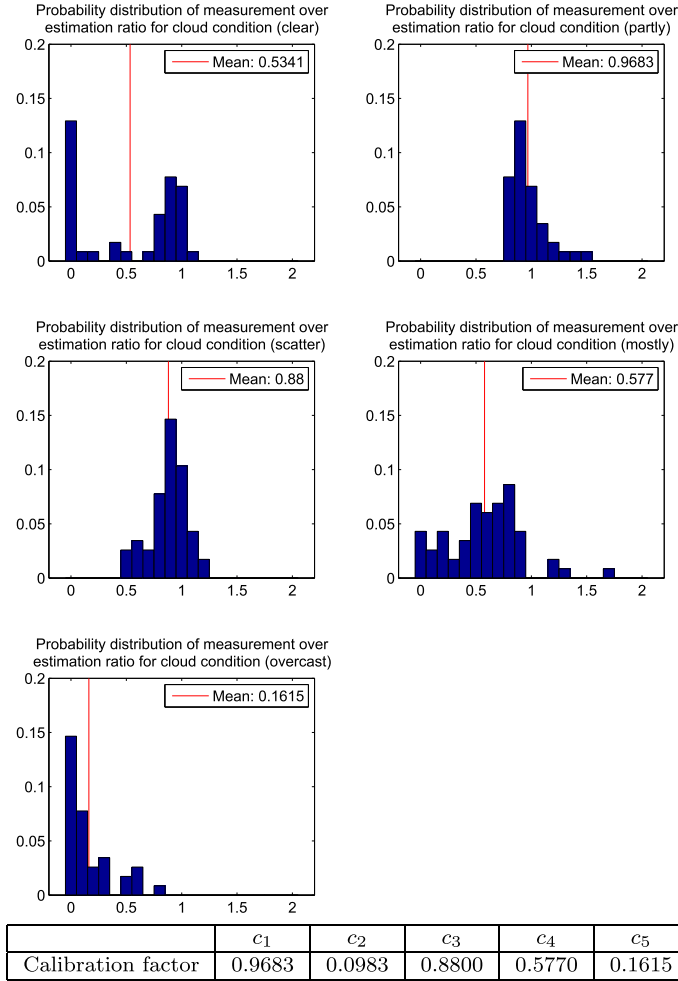 Probability distribution of measurement over
estimation ratio for cloud condition (clear)
0.2
0.15
0.1
0.05
0
Mean: 0.5341
0 0.5 1 1.5 2
Probability distribution of measurement over
estimation ratio for cloud condition (partly)
0.2
0.15
0.1
0.05
0
Mean: 0.9683
0 0.5 1 1.5 2
Probability distribution of measurement over
estimation ratio for cloud condition (scatter)
0.2
0.15
0.1
0.05
0
Mean: 0.88
0 0.5 1 1.5 2
Probability distribution of measurement over
estimation ratio for cloud condition (mostly)
0.2
0.15
0.1
0.05
0
Mean: 0.577
0 0.5 1 1.5 2
Probability distribution of measurement over
estimation ratio for cloud condition (overcast)
0.2
0.15
0.1
0.05
0
Mean: 0.1615
0 0.5 1 1.5 2
c₁ c₂ c₃ c₄ c₅
Calibration factor 0.9683 0.0983 0.8800 0.5770 0.1615